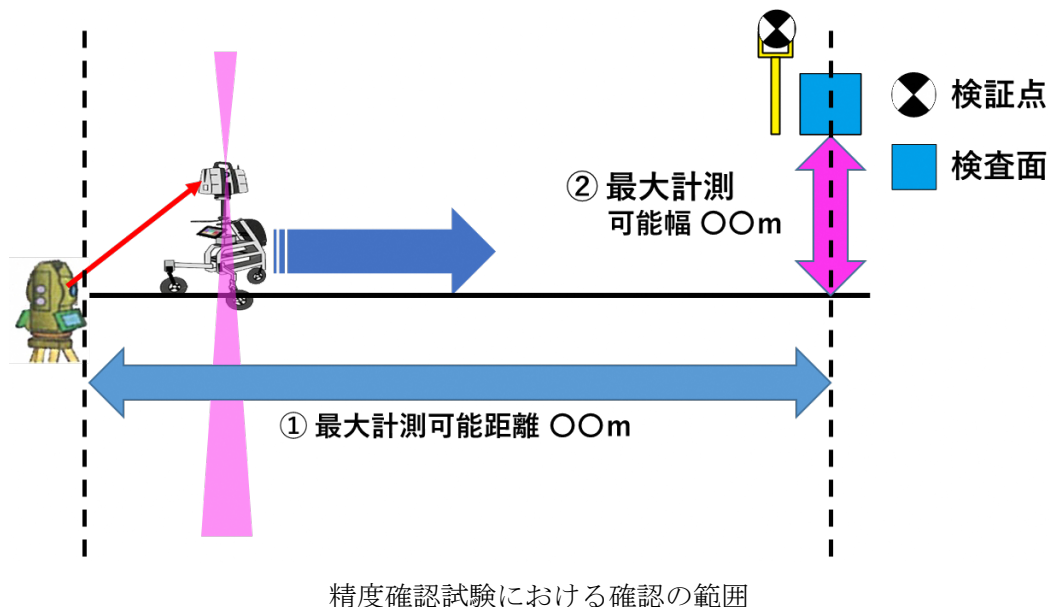 検証点
検査面
② 最大計測
可能幅 〇〇m
① 最大計測可能距離 〇〇m
精度確認試験における確認の範囲